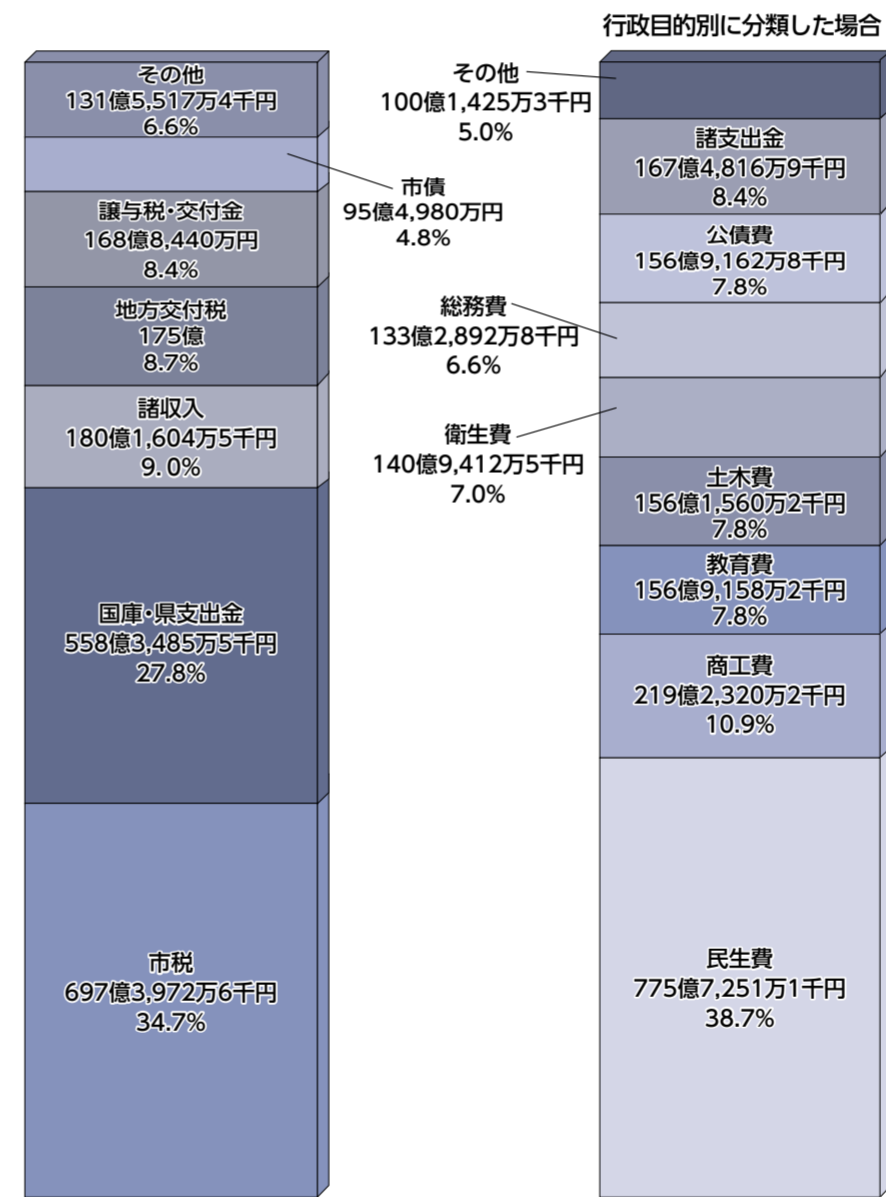 行政目的別に分類した場合
その他
131億5,517万4千円
6.6%
市債
95億4,980万円
4.8%
譲与税・交付金
168億8,440万円
8.4%
地方交付税
175億
8.7%
諸収入
180億1,604万5千円
9.0%
国庫・県支出金
558億3,485万5千円
27.8%
市税
697億3,972万6千円
34.7%
その他
100億1,425万3千円
5.0%
諸支出金
167億4,816万9千円
8.4%
公債費
156億9,162万8千円
7.8%
総務費
133億2,892万8千円
6.6%
衛生費
140億9,412万5千円
7.0%
土木費
156億1,560万2千円
7.8%
教育費
156億9,158万2千円
7.8%
商工費
219億2,320万2千円
10.9%
民生費
775億7,251万1千円
38.7%